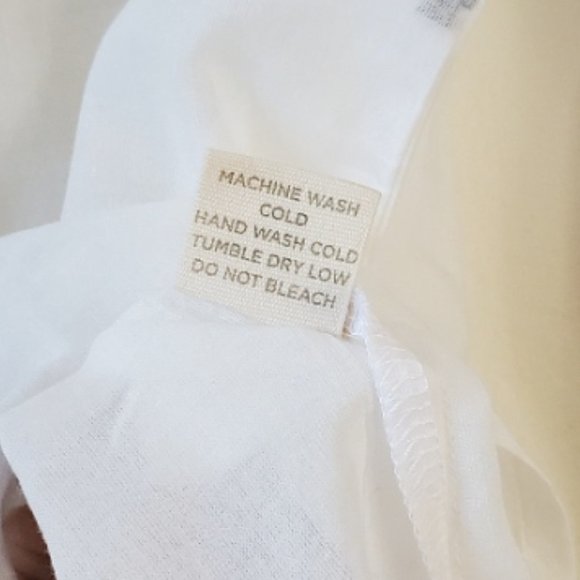 MACHINE WASH
COLD
HAND WASH COLD
TUMBLE DRY LOW
DO NOT BLEACH